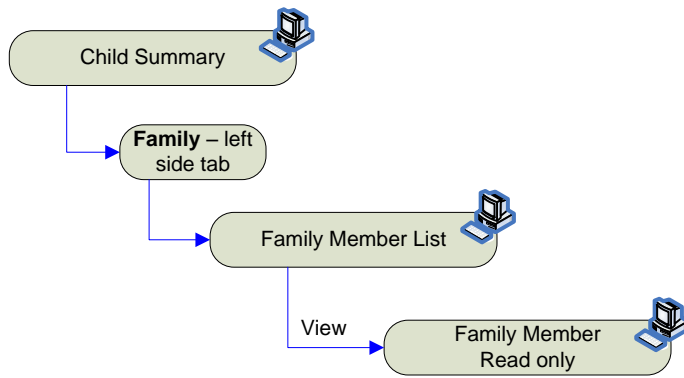 Child Summary
Family – left
side tab
Family Member List
View
Family Member
Read only